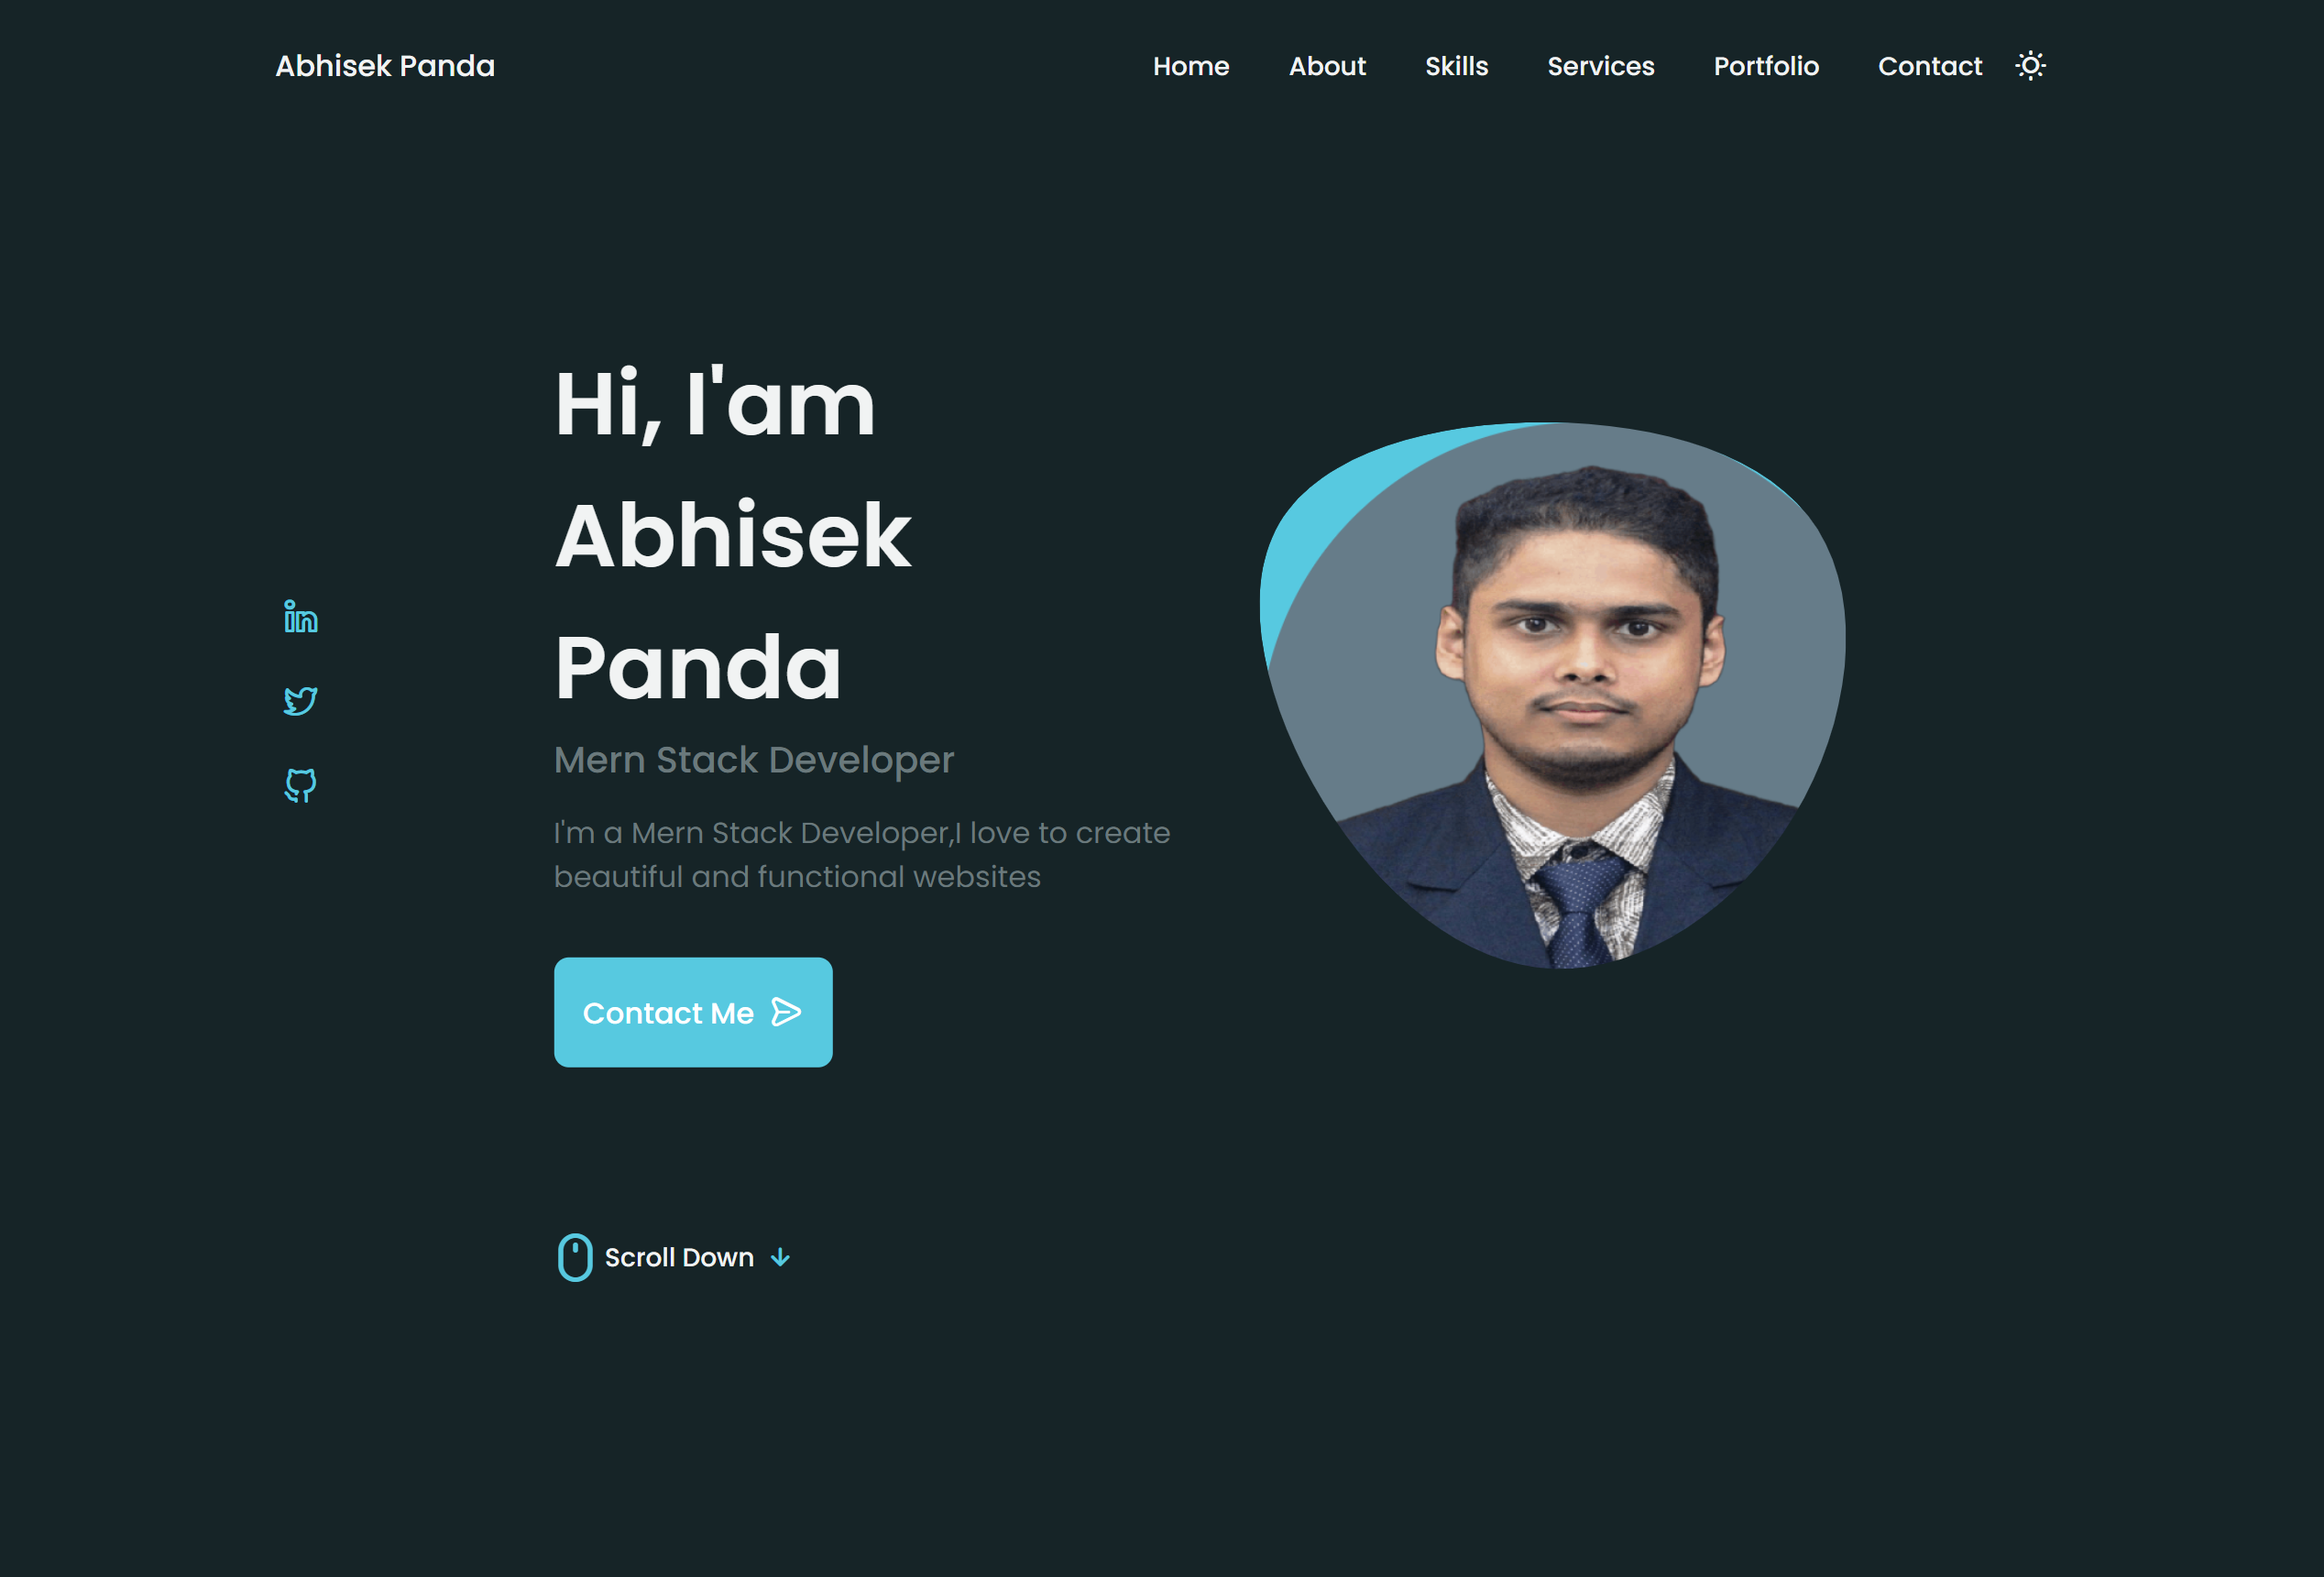 Abhisek Panda
Home About Skills Services Portfolio Contact
Hi, I'am
Abhisek
Panda
Mern Stack Developer
I'm a Mern Stack Developer,I love to create
beautiful and functional websites
Contact Me
Scroll Down